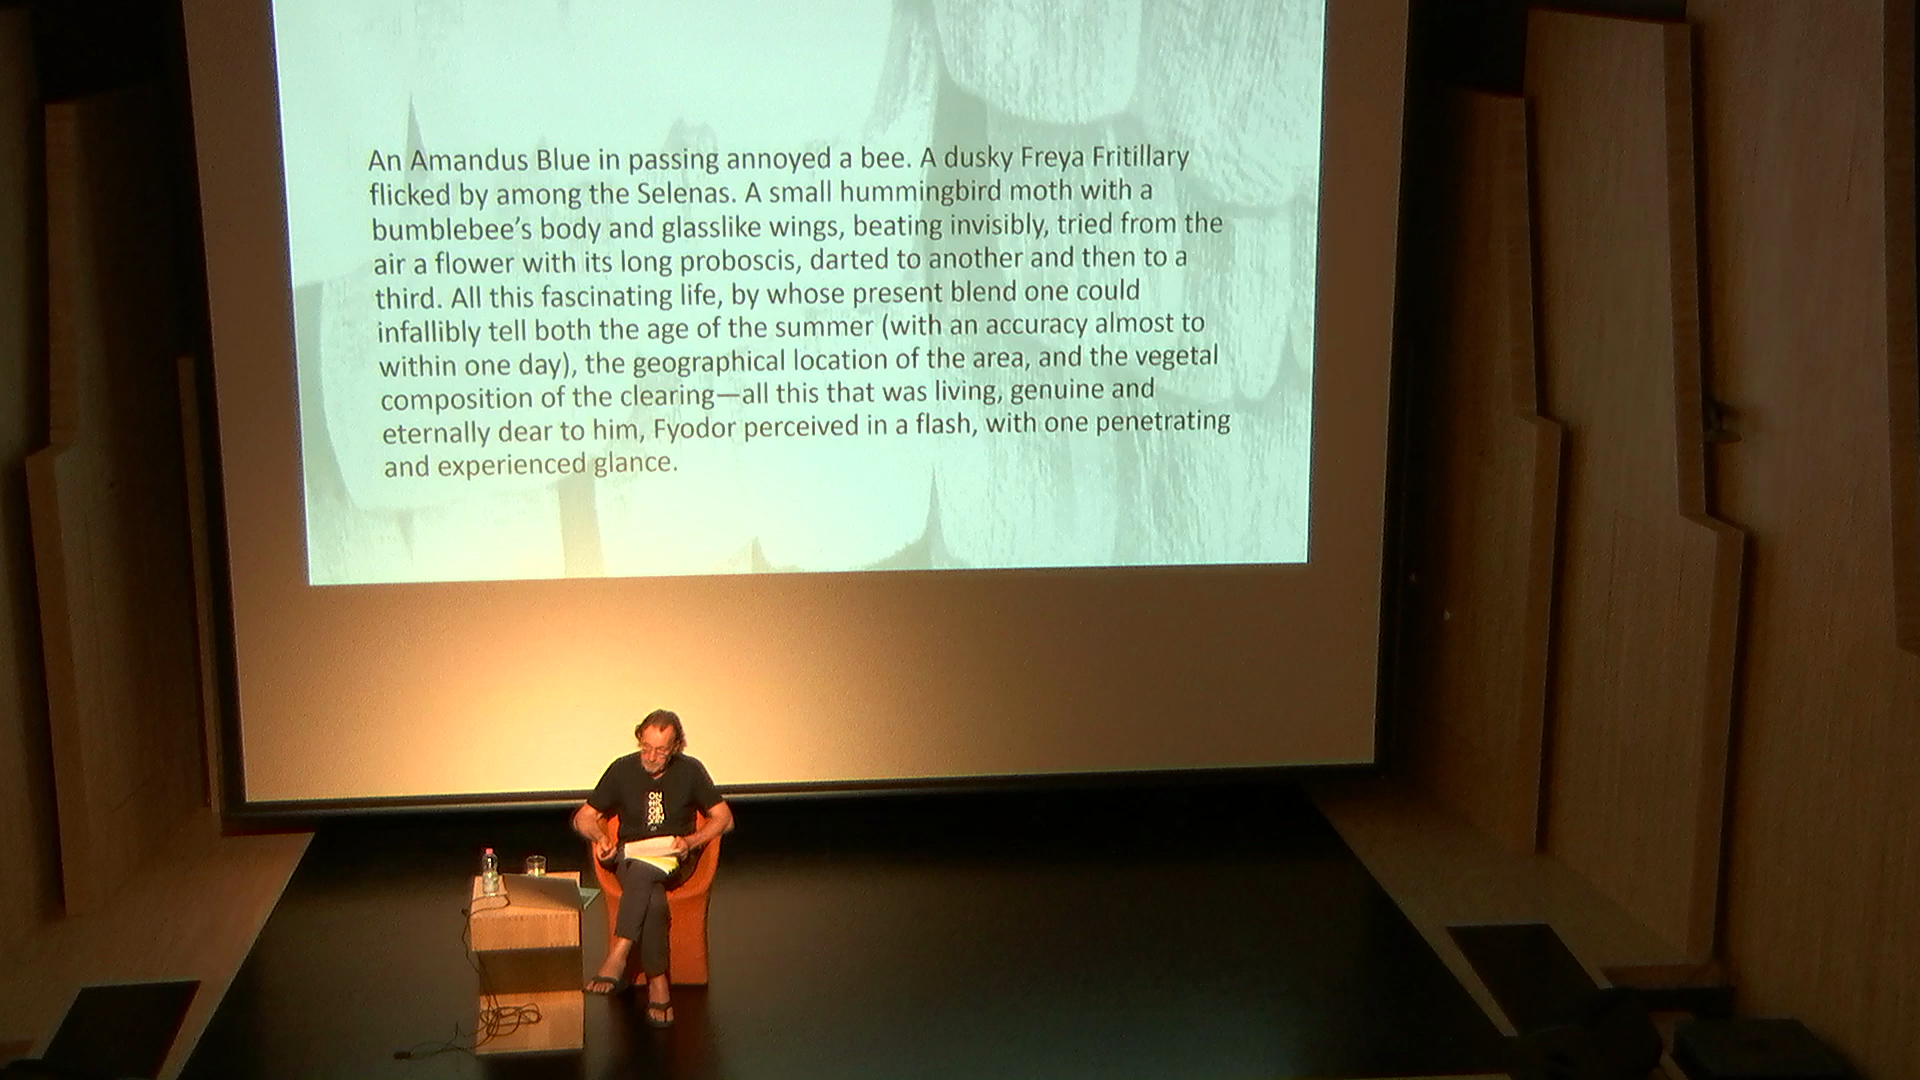 An Amandus Blue in passing annoyed a bee. A dusky Freya Fritillary
flicked by among the Selenas. A small hummingbird moth with a
bumblebee’s body and glasslike wings, beating invisibly, tried from the
air a flower with its long proboscis, darted to another and then to a
third. All this fascinating life, by whose present blend one could
infallibly tell both the age of the summer (with an accuracy almost to
within one day), the geographical location of the area, and the vegetal
composition of the clearing—all this that was living, genuine and
eternally dear to him, Fyodor perceived in a flash, with one penetrating
and experienced glance.
ON